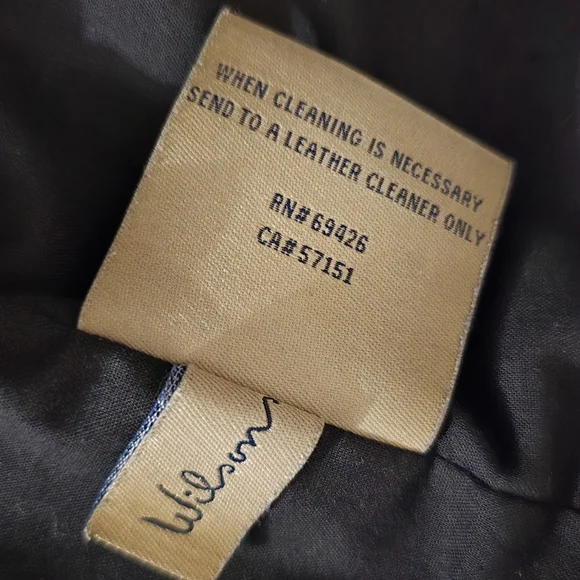 WHEN CLEANING IS NECESSARY
SEND TO A LEATHER CLEANER ONLY
RN# 69426
CA# 57151
Wilsons